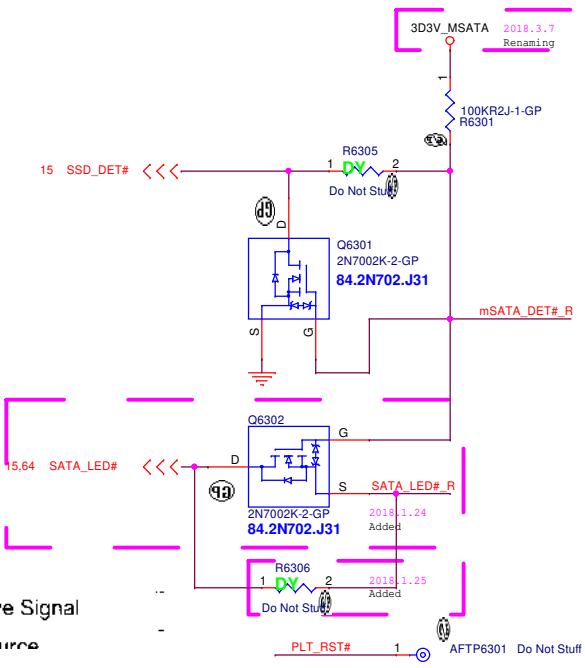 3D3V_MSATA
2018.3.7
Renaming
1
100KR2J-1-GP
R6301
15 SSD_DET#
R6305
1 DY 2
Do Not Stuff
D
Q6301
2N7002K-2-GP
84.2N702.J31
S
G
mSATA_DET#_R
Q6302
G
15,64 SATA_LED#
D
S
SATA_LED#_R
2N7002K-2-GP
84.2N702.J31
2018.1.24
Added
R6306
1 DY 2
Do Not Stuff
2018.1.25
Added
e Signal
PLT_RST#
1
AFTP6301 Do Not Stuff